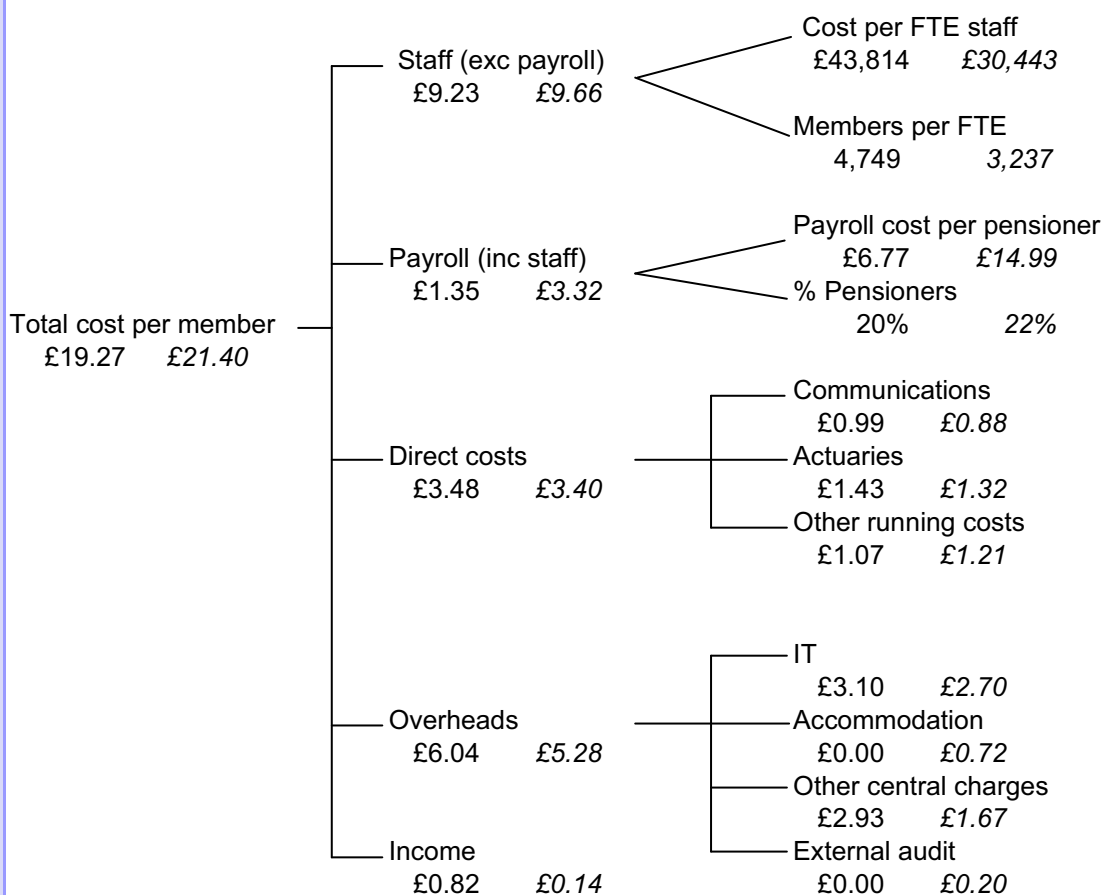 Total cost per member
£19.27 £21.40
Staff (exc payroll)
£9.23 £9.66
Cost per FTE staff
£43,814 £30,443
Members per FTE
4,749 3,237
Payroll (inc staff)
£1.35 £3.32
Payroll cost per pensioner
£6.77 £14.99
% Pensioners
20% 22%
Direct costs
£3.48 £3.40
Communications
£0.99 £0.88
Actuaries
£1.43 £1.32
Other running costs
£1.07 £1.21
Overheads
£6.04 £5.28
IT
£3.10 £2.70
Accommodation
£0.00 £0.72
Other central charges
£2.93 £1.67
External audit
£0.00 £0.20
Income
£0.82 £0.14